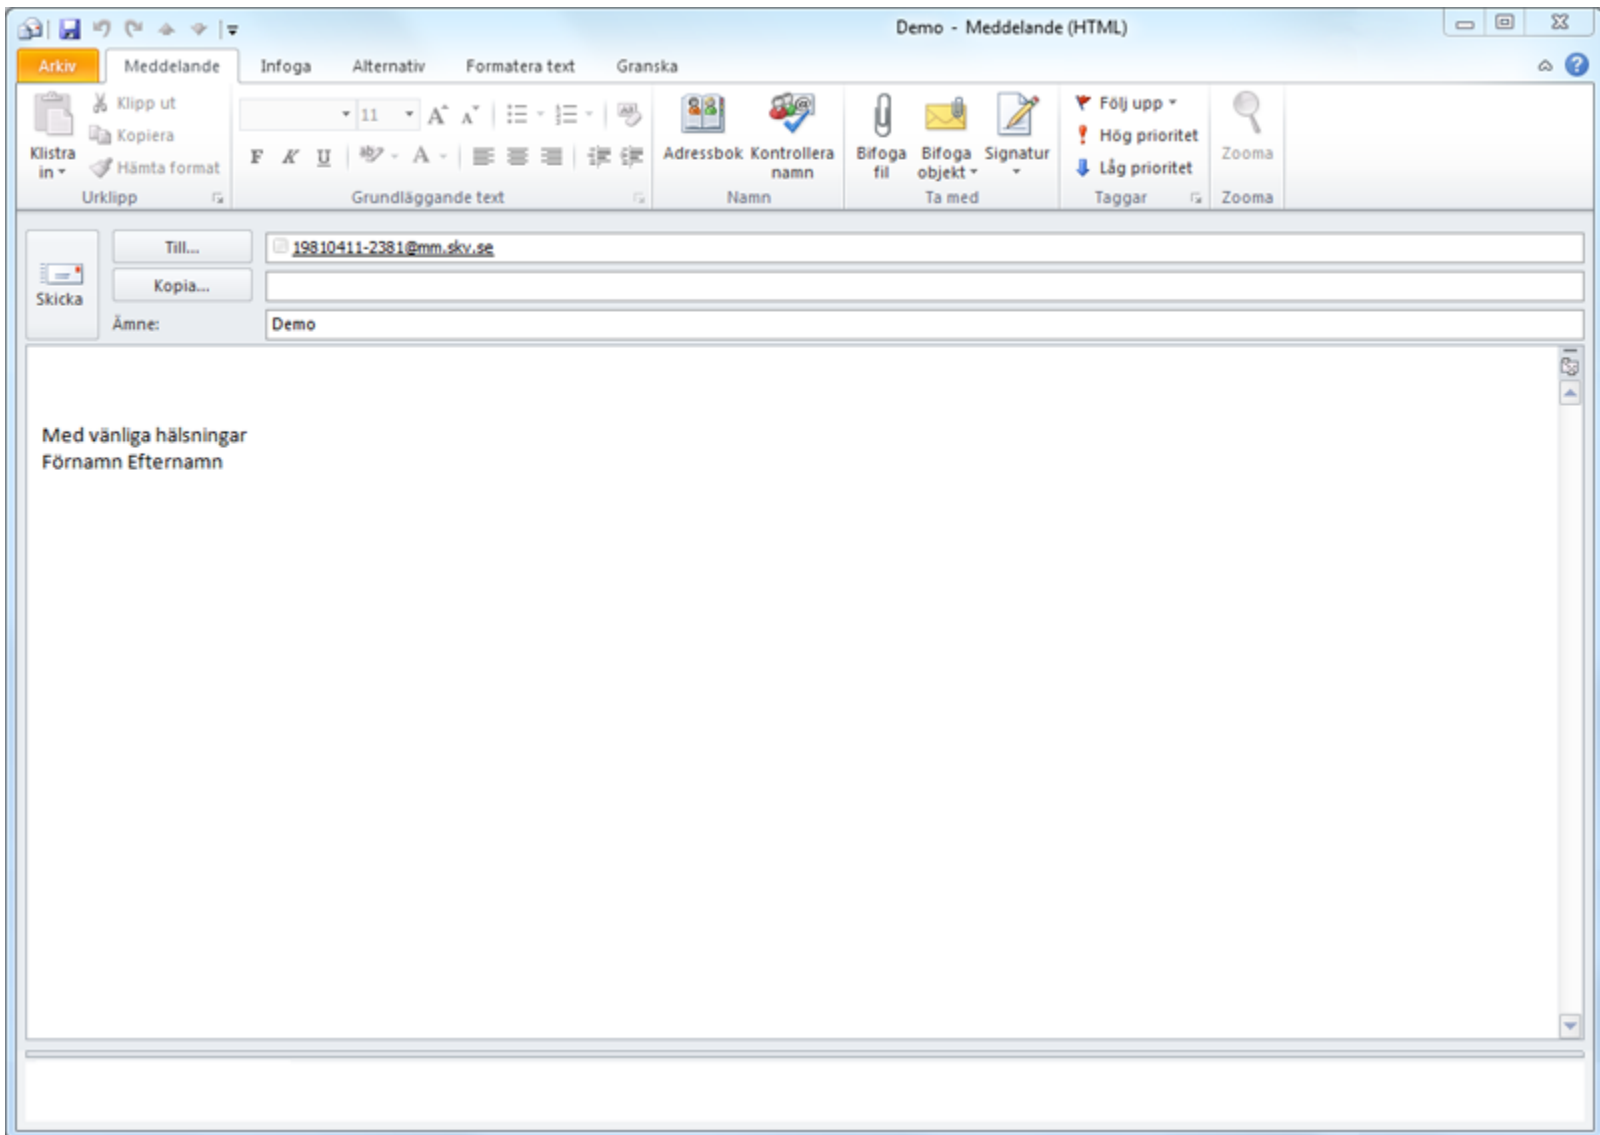 Demo - Meddelande (HTML)
Arkiv Meddelande Infoga Alternativ Formatera text Granska
Klistra in
Klipp ut
Kopiera
Hämta format
Urklipp
11
F K U
Grundläggande text
Adressbok
Kontrollera namn
Namn
Bifoga fil
Bifoga objekt
Signatur
Ta med
Följ upp
Hög prioritet
Låg prioritet
Taggar
Zooma
Zooma
Skicka
Till... 19810411-2381@mm.skv.se
Kopia...
Ämne: Demo
Med vänliga hälsningar
Förnamn Efternamn